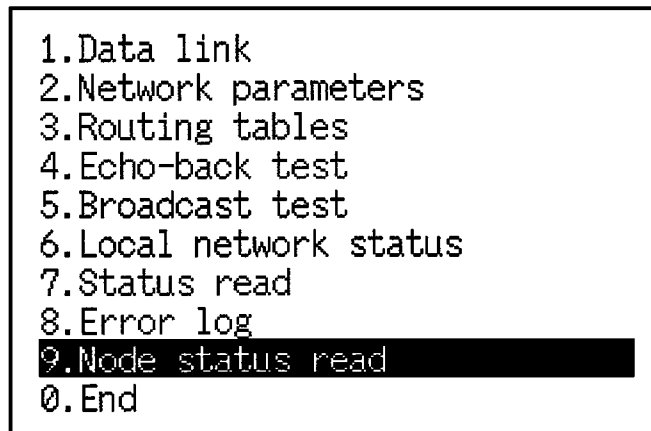 1.Data link
2.Network parameters
3.Routing tables
4.Echo-back test
5.Broadcast test
6.Local network status
7.Status read
8.Error log
9.Node status read
0.End